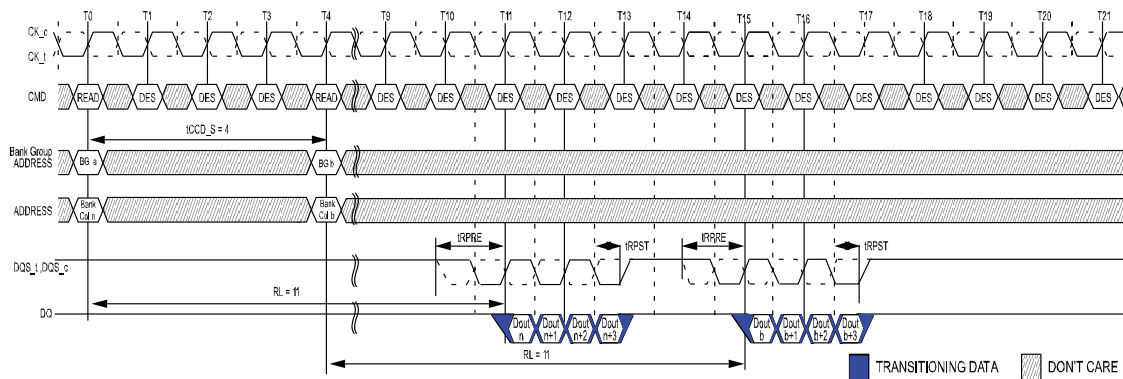 T0 T1 T2 T3 T4 T9 T10 T11 T12 T13 T14 T15 T16 T17 T18 T19 T20 T21
CK_c
CK_t
CMD READ DES DES DES READ DES DES DES DES DES DES DES DES DES DES DES DES DES
tCCD_S = 4
Bank Group
ADDRESS BG a BG b
ADDRESS Bank Col n Bank Col b
tRPRE tRPST tRPRE tRPST
DQS_t ,DQS_c
RL = 11
DQ Dout n Dout n+1 Dout n+2 Dout n+3 Dout b Dout b+1 Dout b+2 Dout b+3
RL = 11
TRANSITIONING DATA DON'T CARE